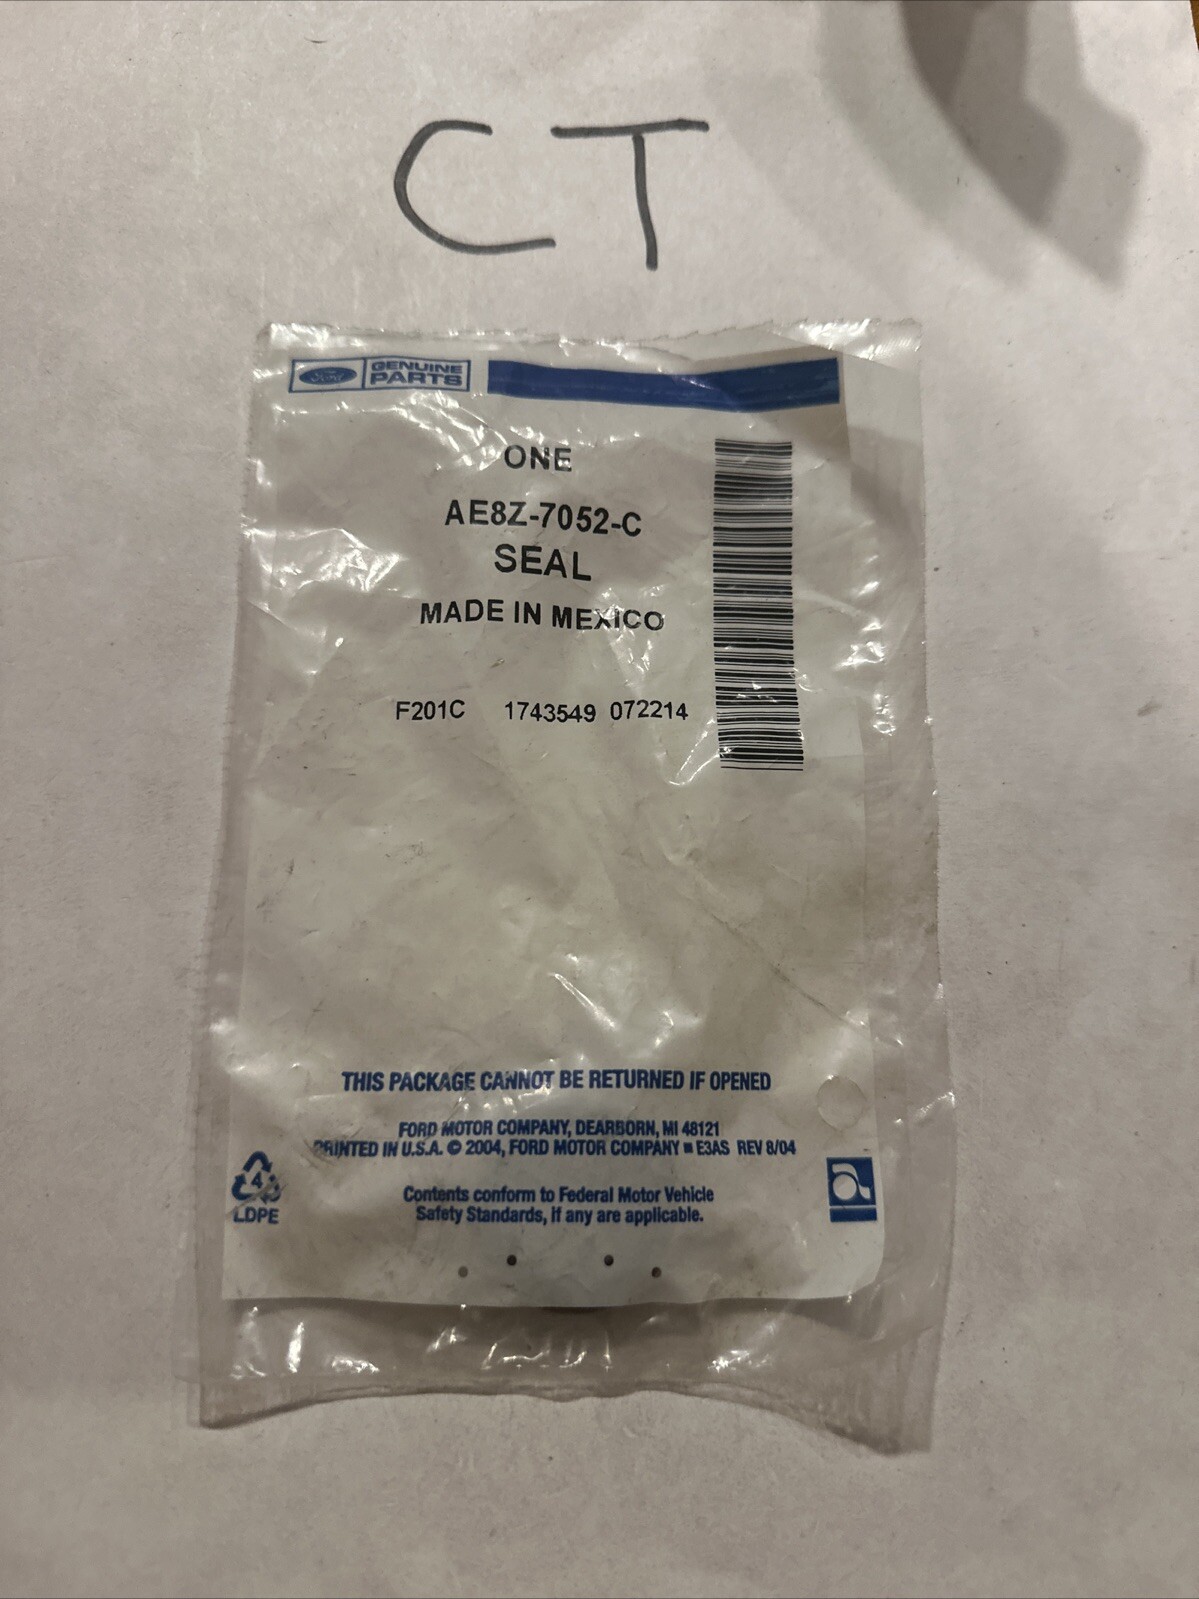 CT
Ford GENUINE
PARTS
ONE
AE8Z-7052-C
SEAL
MADE IN MEXICO
F201C 1743549 072214
THIS PACKAGE CANNOT BE RETURNED IF OPENED
FORD MOTOR COMPANY, DEARBORN, MI 48121
PRINTED IN U.S.A. © 2004, FORD MOTOR COMPANY ■ E3AS REV 8/04
4
LDPE
Contents conform to Federal Motor Vehicle
Safety Standards, if any are applicable.
a